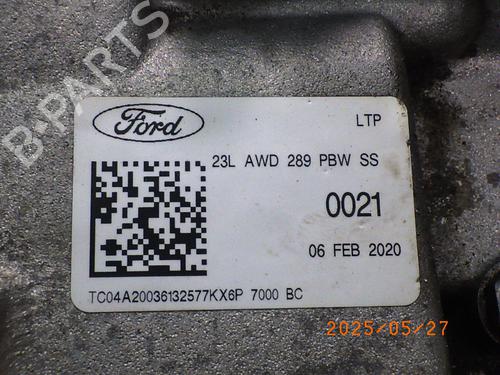 B-PARTS
Ford
LTP
23L AWD 289 PBW SS
0021
06 FEB 2020
TC04A20036132577KX6P 7000 BC
2025/05/27